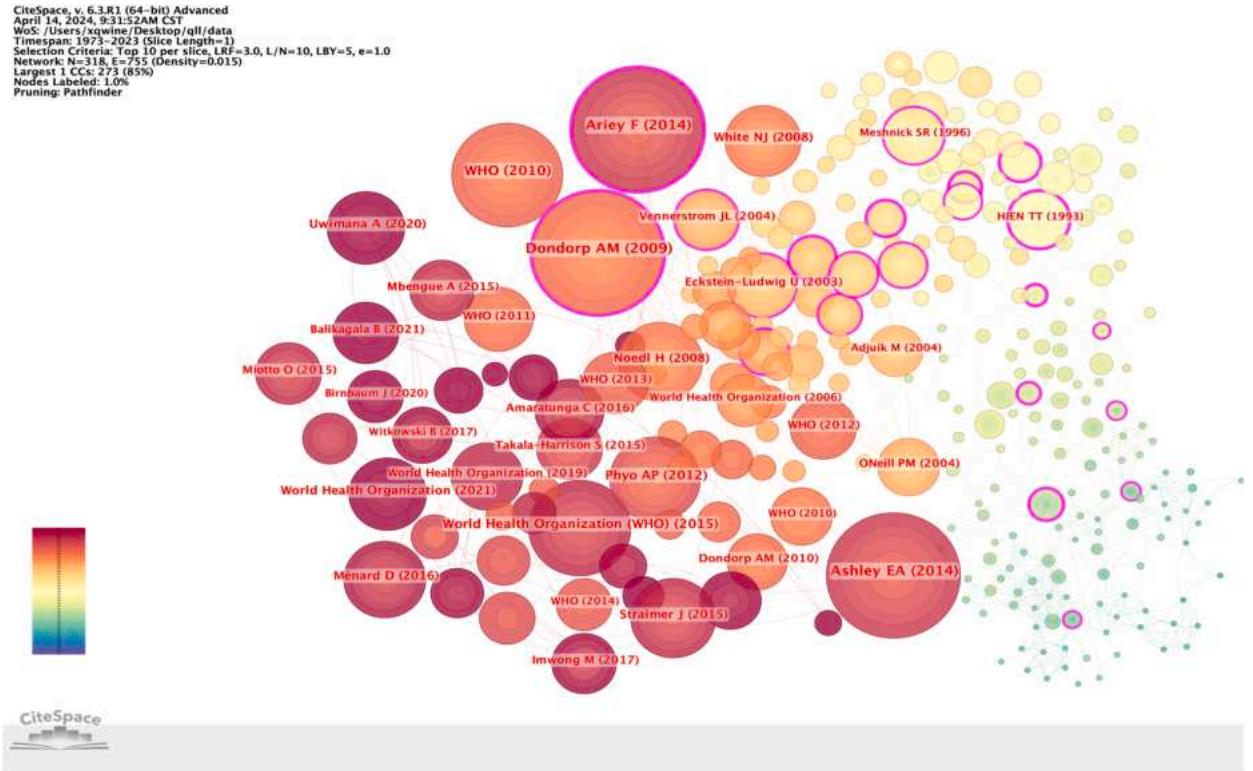 CiteSpace, v. 6.3.R1 (64-bit) Advanced
April 14, 2024, 9:31:52AM CST
WoS: /Users/xqwine/Desktop/qll/data
Timespan: 1973-2023 (Slice Length=1)
Selection Criteria: Top 10 per slice, LRF=3.0, L/N=10, LBY=5, e=1.0
Network: N=318, E=755 (Density=0.015)
Largest 1 CCs: 273 (85%)
Nodes Labeled: 1.0%
Pruning: Pathfinder
Ariey F (2014)
White NJ (2008)
Meshnick SR (1996)
WHO (2010)
Uwimana A (2020)
Vennerstrom JL (2004)
HIEN TT (1993)
Dondorp AM (2009)
Mbengue A (2015)
Eckstein-Ludwig U (2003)
WHO (2011)
Balikagala B (2021)
Noedl H (2008)
Adjuik M (2004)
Miotto O (2015)
WHO (2013)
Birnbaum J (2020)
World Health Organization (2006)
Amaratunga C (2016)
Witkowski B (2017)
WHO (2012)
Takala-Harrison S (2015)
ONeill PM (2004)
World Health Organization (2019)
Phyo AP (2012)
World Health Organization (2021)
WHO (2010)
World Health Organization (WHO) (2015)
Dondorp AM (2010)
Ashley EA (2014)
Menard D (2016)
WHO (2014)
Straimer J (2015)
Imwong M (2017)
CiteSpace